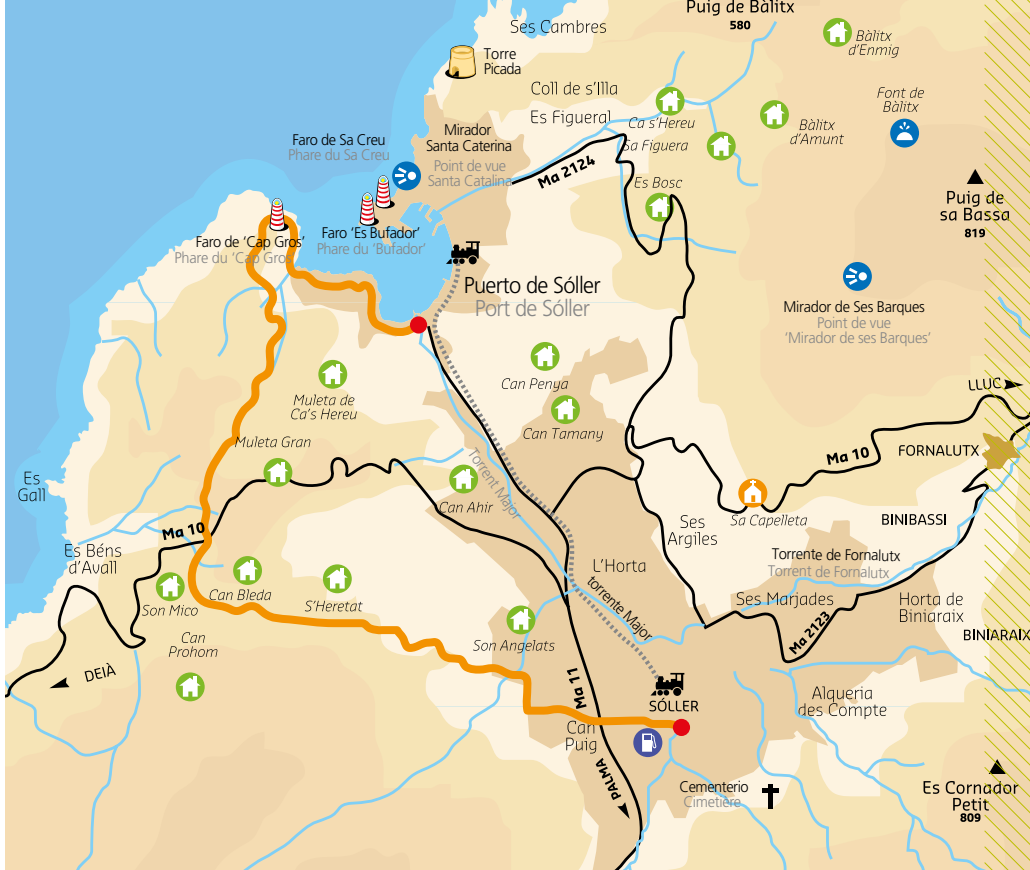 Puig de Bàlitx
580
Ses Cambres
Bàlitx
d'Enmig
Torre
Picada
Coll de s'Illa
Es Figueral
Ca s'Hereu
Sa Figuera
Bàlitx
d'Amunt
Font de
Bàlitx
Faro de Sa Creu
Phare du Sa Creu
Mirador
Santa Caterina
Point de vue
Santa Catalina
Ma 2124
Es Bosc
Puig de
sa Bassa
819
Faro de 'Cap Gros'
Phare du 'Cap Gros'
Faro 'Es Bufador'
Phare du 'Bufador'
Puerto de Sóller
Port de Sóller
Mirador de Ses Barques
Point de vue
'Mirador de ses Barques'
Can Penya
Can Tamany
Muleta de
Ca's Hereu
LLUC
FORNALUTX
Ma 10
Muleta Gran
Torrent Major
Can Ahir
Es
Gall
Ma 10
Sa Capelleta
BINIBASSI
Ses
Argiles
Es Béns
d'Avall
Torrente de Fornalutx
Torrent de Fornalutx
L'Horta
torrente Major
Son Mico
Can Bleda
S'Heretat
Ses Marjades
Horta de
Biniaraix
Ma 2123
BINIARAIX
Can
Prohom
Son Angelats
DEIÀ
Ma 11
SÓLLER
Alqueria
des Compte
Can
Puig
PALMA
Cementerio
Cimetière
Es Cornador
Petit
809